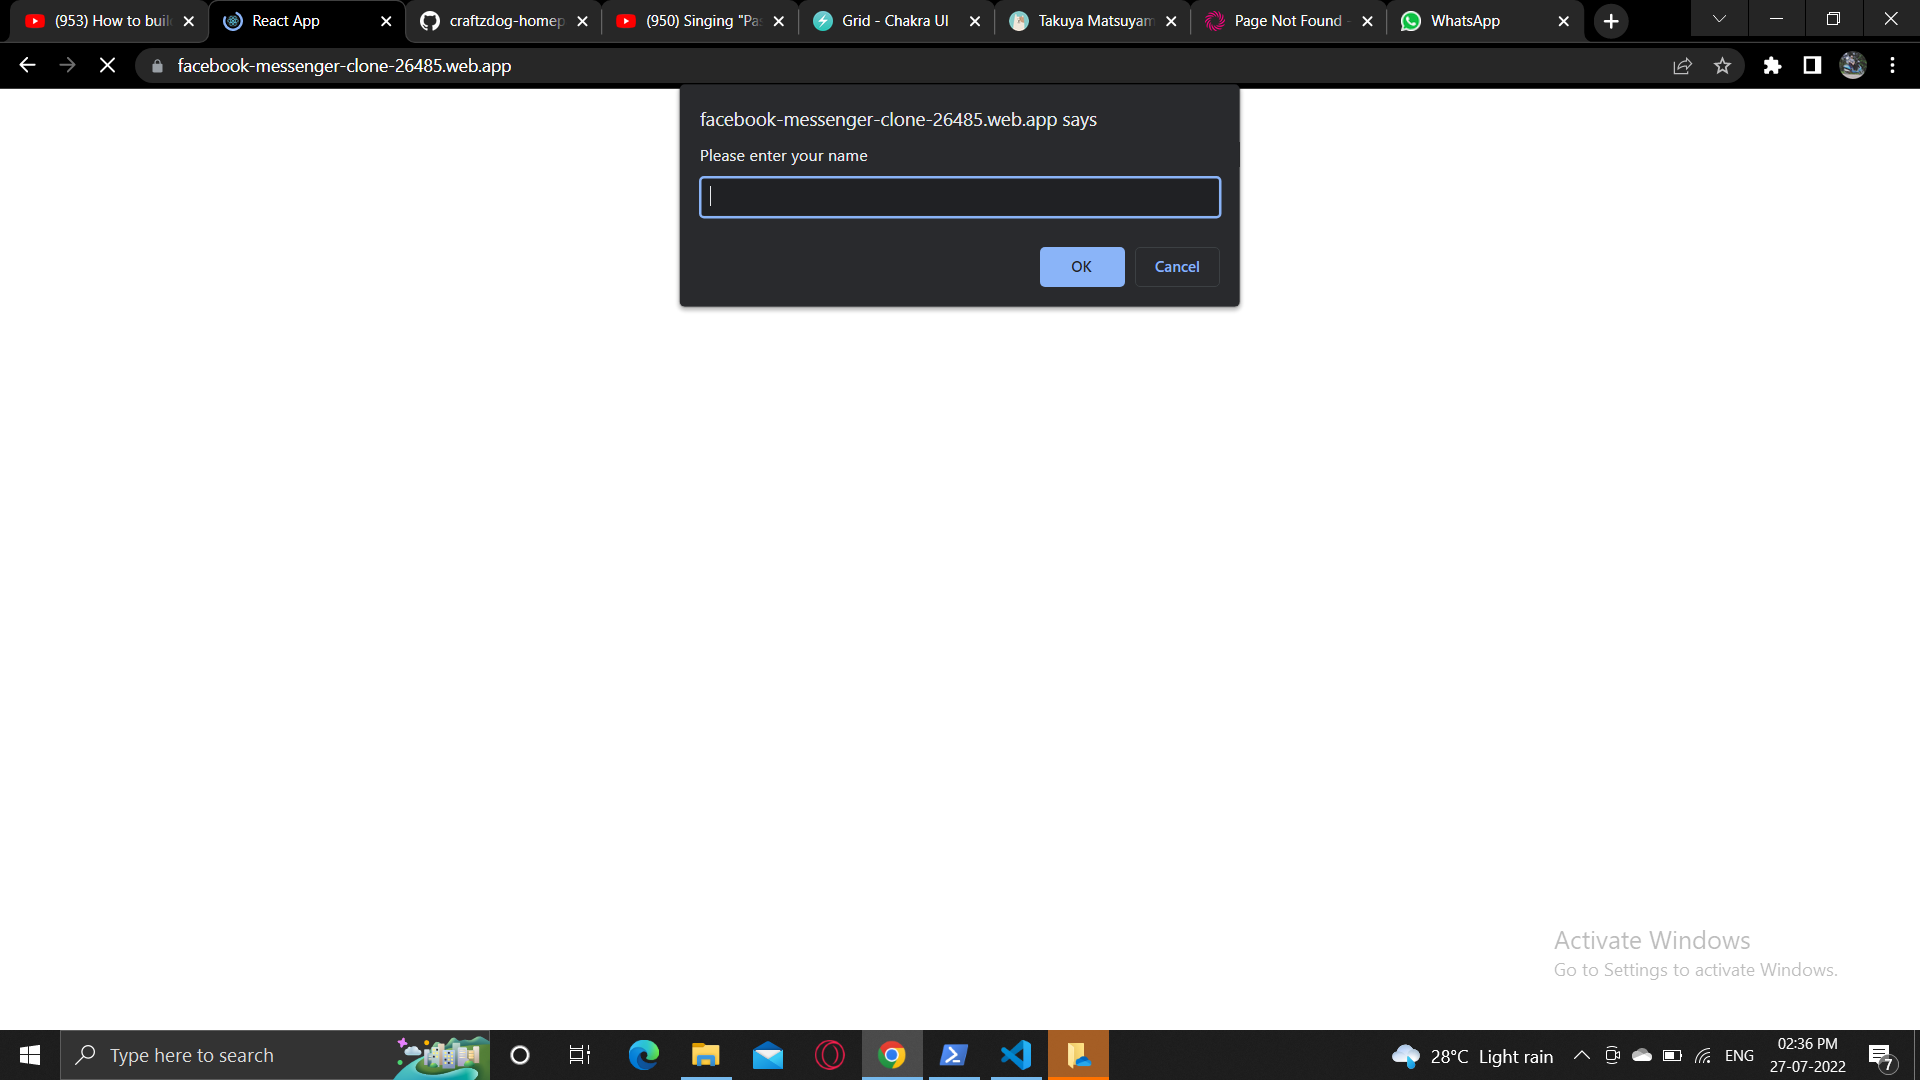 (953) How to buil
React App
craftzdog-homep
(950) Singing "Pas
Grid - Chakra UI
Takuya Matsuyam
Page Not Found -
WhatsApp
facebook-messenger-clone-26485.web.app
facebook-messenger-clone-26485.web.app says
Please enter your name
OK
Cancel
Activate Windows
Go to Settings to activate Windows.
Type here to search
28°C Light rain
ENG
02:36 PM
27-07-2022
7